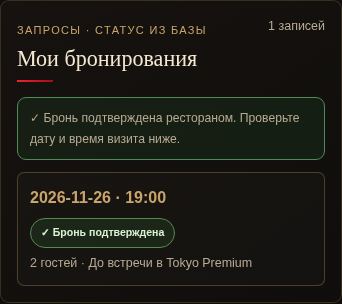 ЗАПРОСЫ · СТАТУС ИЗ БАЗЫ
1 записей
Мои бронирования
✓ Бронь подтверждена рестораном. Проверьте
дату и время визита ниже.
2026-11-26 · 19:00
✓ Бронь подтверждена
2 гостей · До встречи в Tokyo Premium